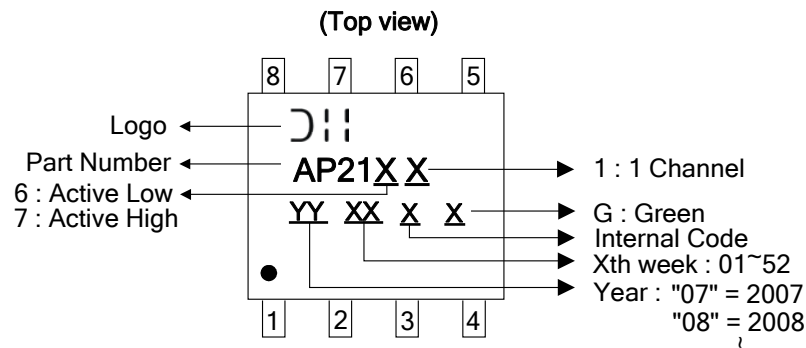 (Top view)
8 7 6 5
Logo
Part Number
6 : Active Low
7 : Active High
AP21X X
YY XX X X
1 : 1 Channel
G : Green
Internal Code
Xth week : 01~52
Year : "07" = 2007
"08" = 2008
~
1 2 3 4